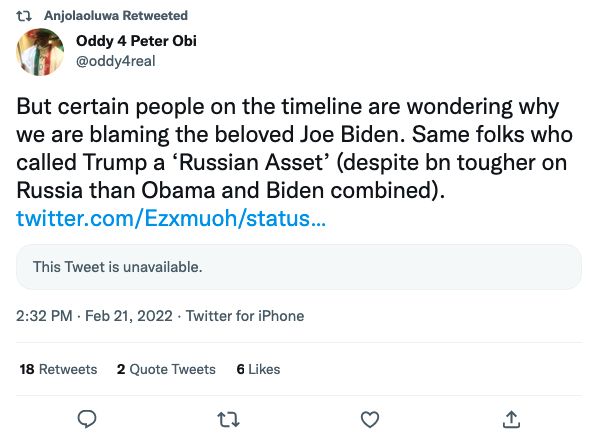 Anjolaoluwa Retweeted
Oddy 4 Peter Obi
@oddy4real
But certain people on the timeline are wondering why
we are blaming the beloved Joe Biden. Same folks who
called Trump a ‘Russian Asset’ (despite bn tougher on
Russia than Obama and Biden combined).
twitter.com/Ezxmuoh/status...
This Tweet is unavailable.
2:32 PM · Feb 21, 2022 · Twitter for iPhone
18 Retweets 2 Quote Tweets 6 Likes